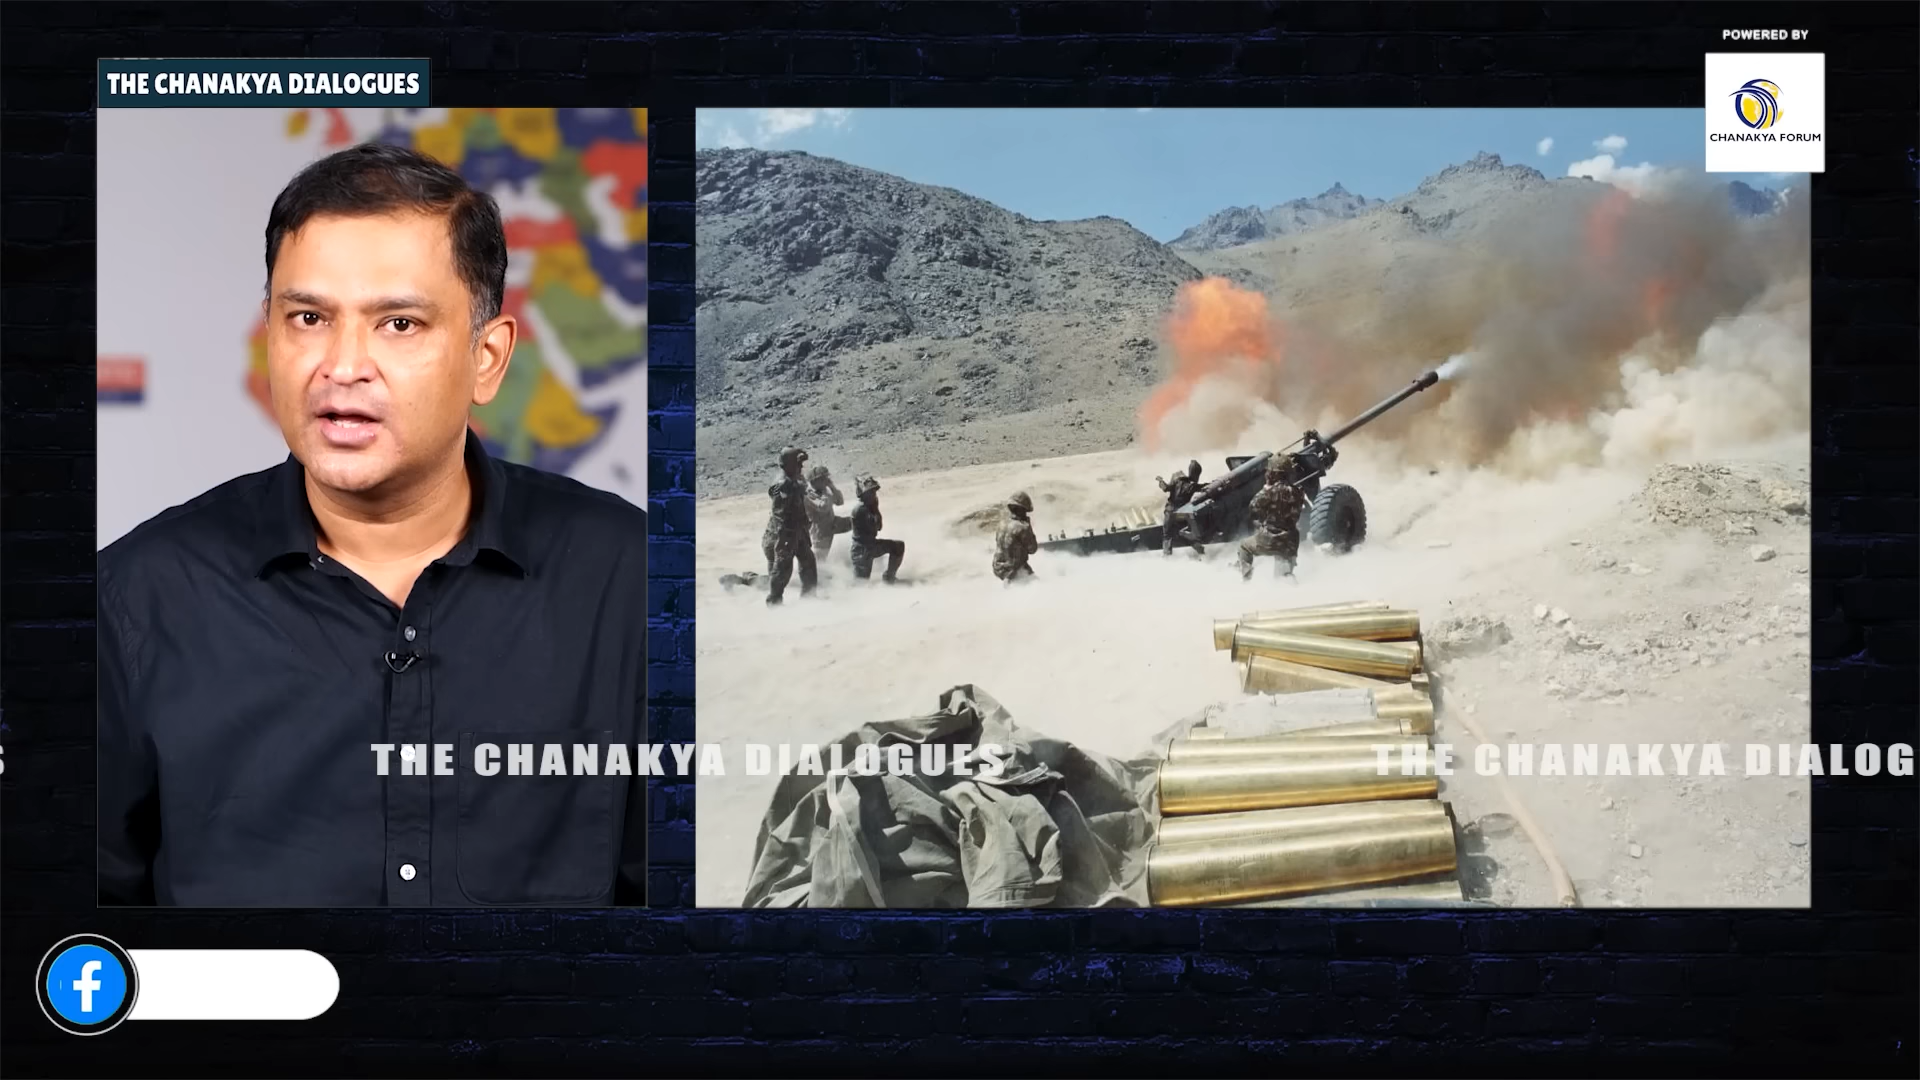 POWERED BY
THE CHANAKYA DIALOGUES
CHANAKYA FORUM
THE CHANAKYA DIALOGUES
THE CHANAKYA DIALOG